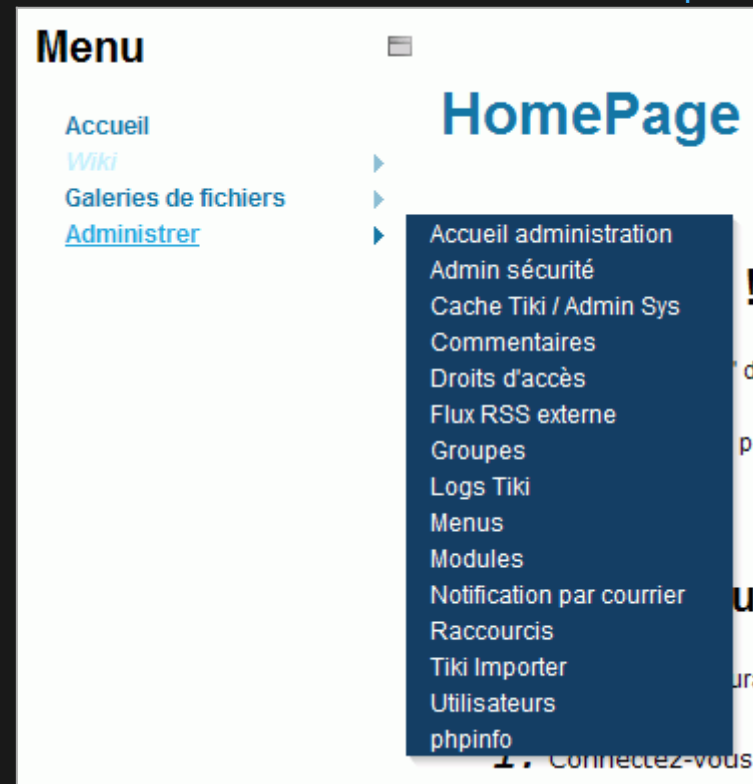 Menu
HomePage
Accueil
Wiki
Galeries de fichiers
Administrer
Accueil administration
Admin sécurité
Cache Tiki / Admin Sys
Commentaires
Droits d'accès
Flux RSS externe
Groupes
Logs Tiki
Menus
Modules
Notification par courrier
Raccourcis
Tiki Importer
Utilisateurs
phpinfo
1. Connectez-vous